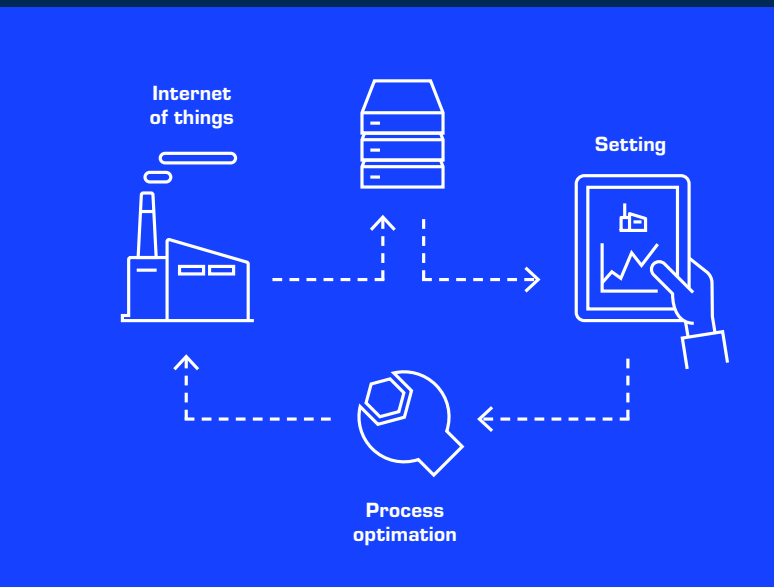 Internet
of things
Setting
Process
optimation